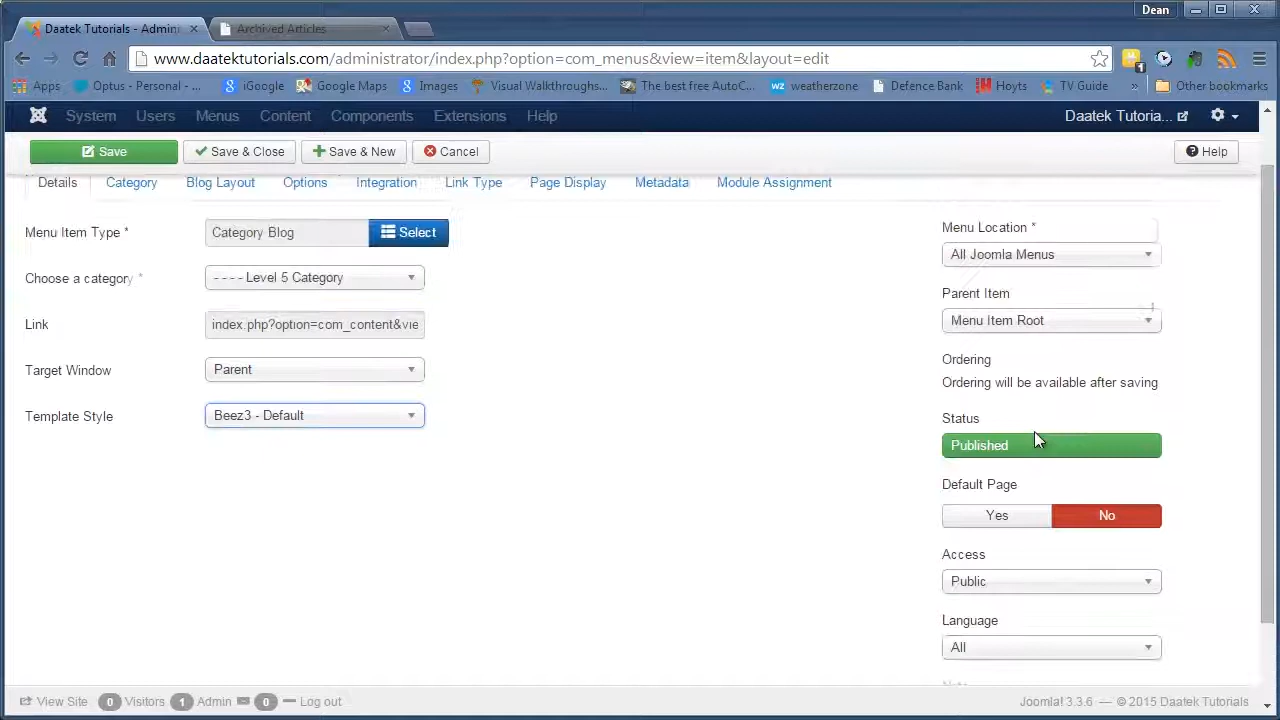 Dean
Daatek Tutorials - Admini
Archived Articles
www.daatektutorials.com/administrator/index.php?option=com_menus&view=item&layout=edit
1
Apps
Optus - Personal - ...
iGoogle
Google Maps
Images
Visual Walkthroughs...
The best free AutoC...
wz weatherzone
Defence Bank
Hoyts
TV Guide
»
Other bookmarks
System Users Menus Content Components Extensions Help
Daatek Tutoria...
Save
Save & Close
Save & New
Cancel
Help
Details Category Blog Layout Options Integration Link Type Page Display Metadata Module Assignment
Menu Item Type *
Category Blog
Select
Choose a category *
- - - - Level 5 Category
Link
index.php?option=com_content&vie
Target Window
Parent
Template Style
Beez3 - Default
Menu Location *
All Joomla Menus
Parent Item
Menu Item Root
Ordering
Ordering will be available after saving
Status
Published
Default Page
Yes No
Access
Public
Language
All
View Site 0 Visitors 1 Admin 0 Log out
Joomla! 3.3.6 — © 2015 Daatek Tutorials